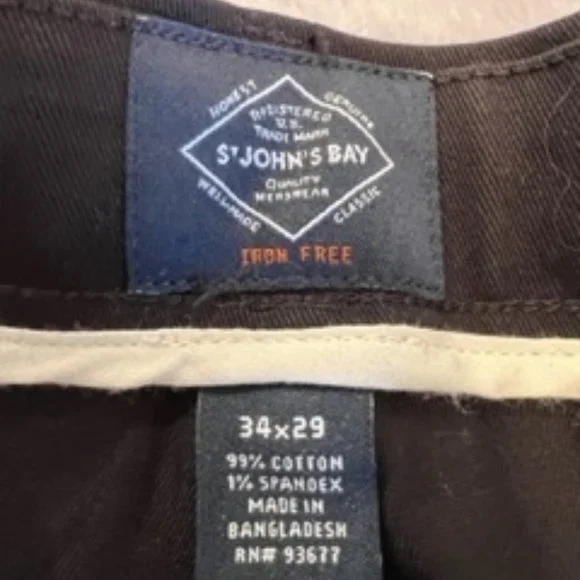 HONEST
GENUINE
REGISTERED
U.S.
TRADE MARK
ST JOHN'S BAY
QUALITY
MENSWEAR
WELL-MADE
CLASSIC
IRON FREE
34x29
99% COTTON
1% SPANDEX
MADE IN
BANGLADESH
RN# 93677